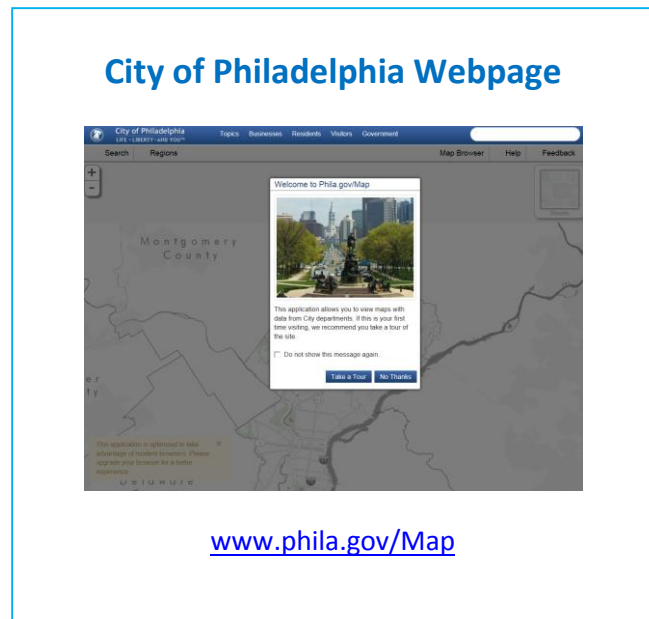 City of Philadelphia Webpage
City of Philadelphia
LIFE • LIBERTY • AND YOU™
Topics Businesses Residents Visitors Government
Search Regions Map Browser Help Feedback
+
-
Welcome to Phila.gov/Map
Montgomery
County
This application allows you to view maps with
data from City departments. If this is your first
time visiting, we recommend you take a tour of
the site.
Do not show this message again.
Take a Tour No Thanks
This application is optimized to take
advantage of modern browsers. Please
upgrade your browser for a better
experience.
Delaware
www.phila.gov/Map